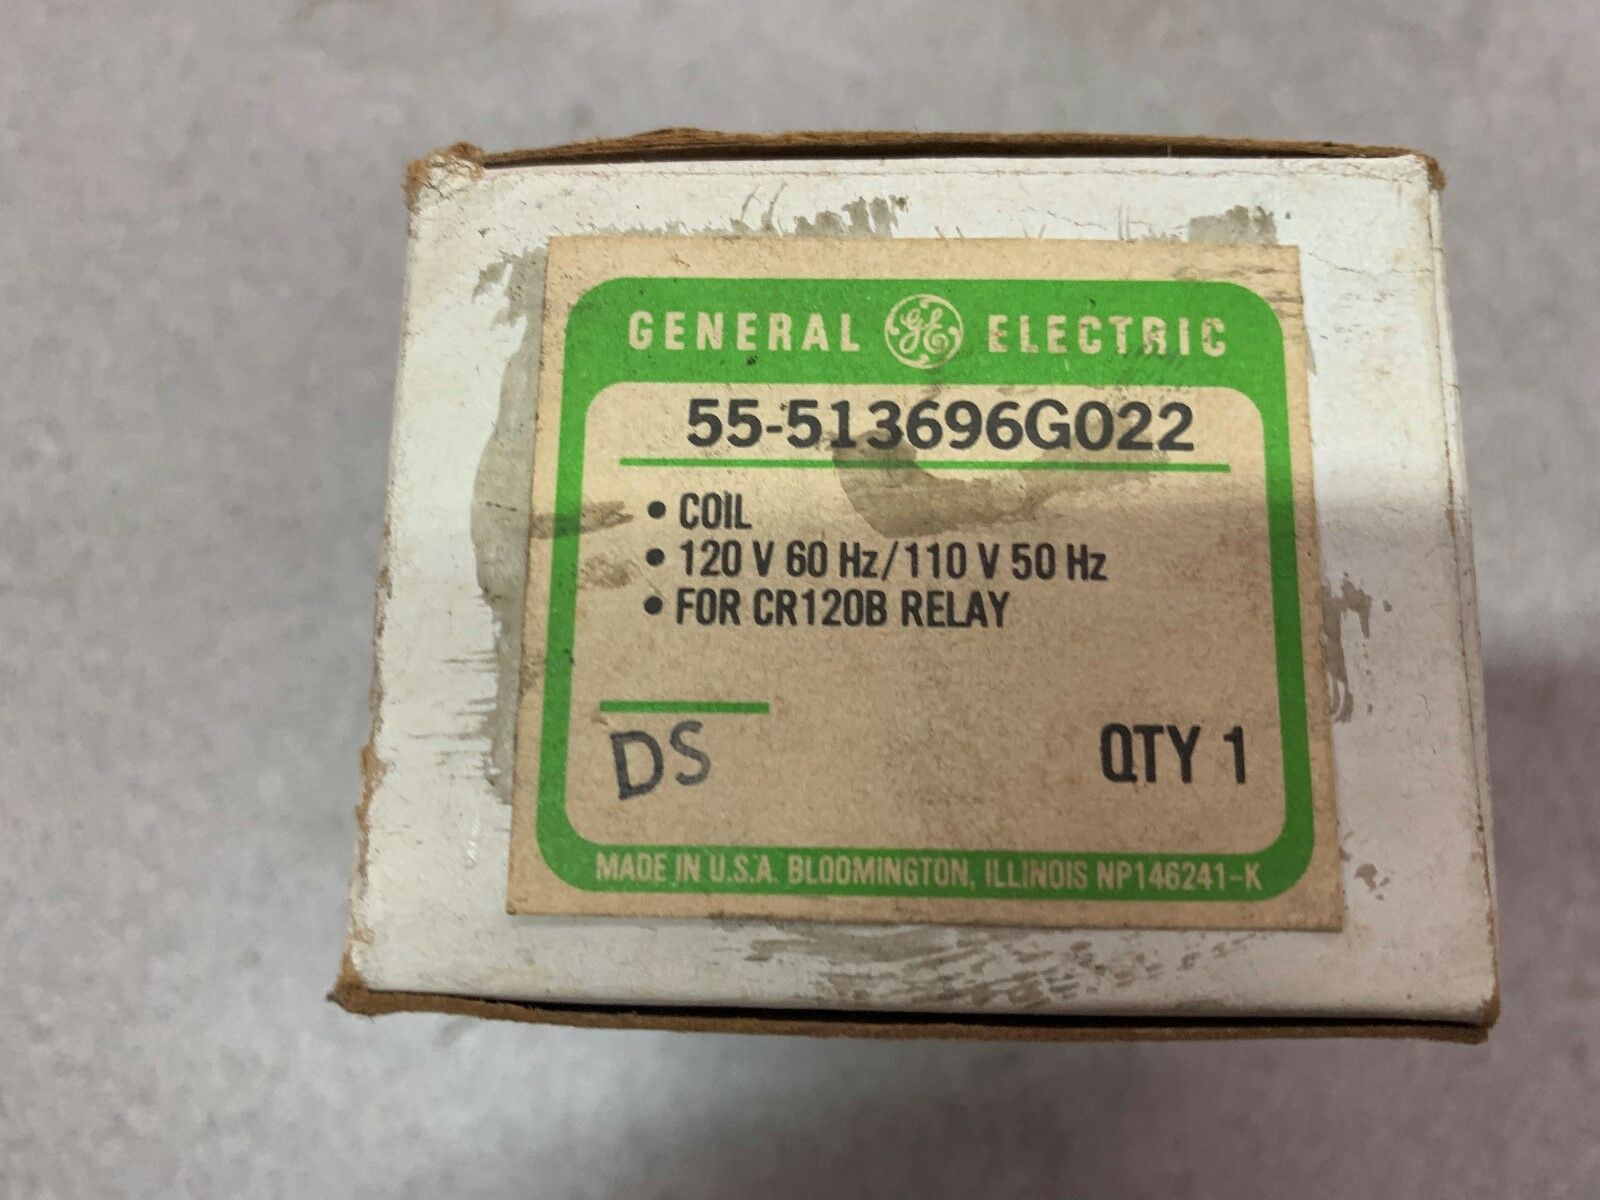 GENERAL GE ELECTRIC
55-513696G022
• COIL
• 120 V 60 Hz/110 V 50 Hz
• FOR CR120B RELAY
DS
QTY 1
MADE IN U.S.A. BLOOMINGTON, ILLINOIS NP146241-K